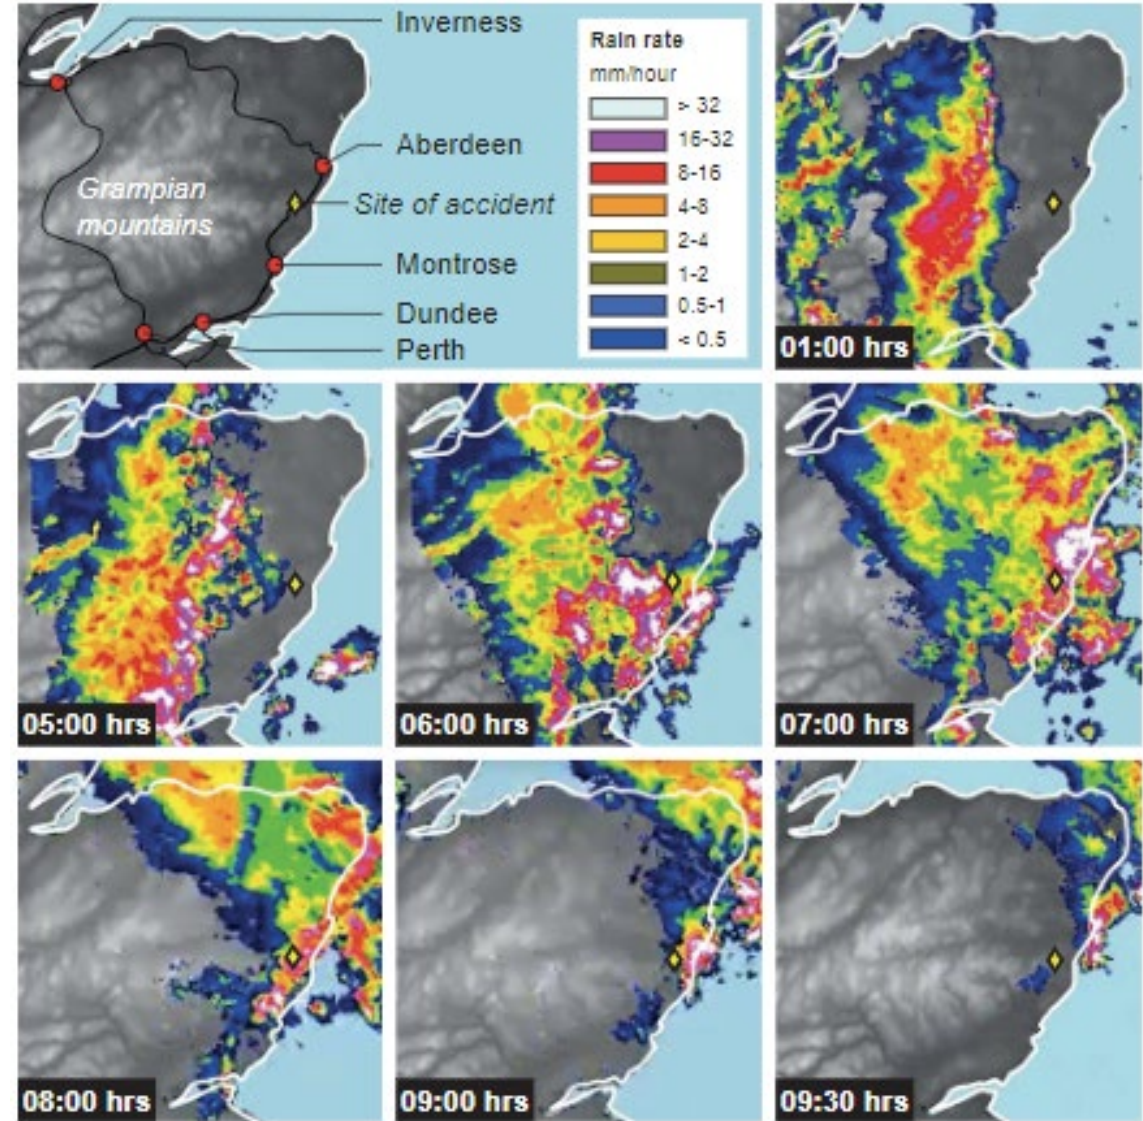 Inverness
Aberdeen
Grampian
mountains
Site of accident
Montrose
Dundee
Perth
Rain rate
mm/hour
> 32
16-32
8-16
4-8
2-4
1-2
0.5-1
< 0.5
01:00 hrs
05:00 hrs
06:00 hrs
07:00 hrs
08:00 hrs
09:00 hrs
09:30 hrs